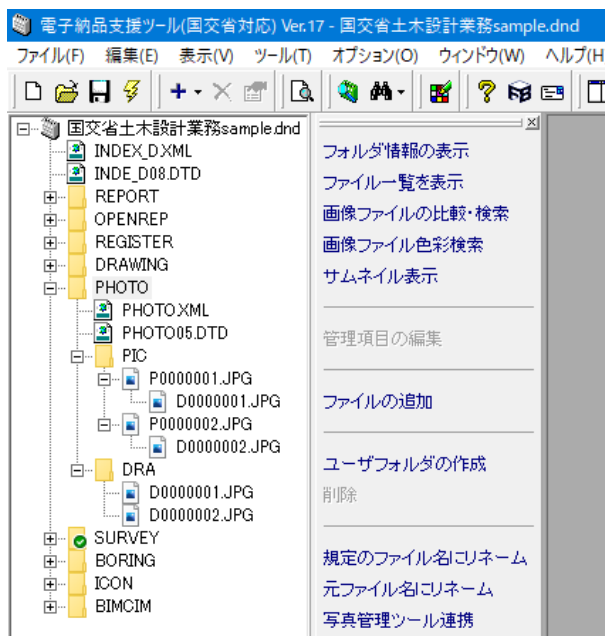 電子納品支援ツール(国交省対応) Ver.17 - 国交省土木設計業務sample.dnd
ファイル(F) 編集(E) 表示(V) ツール(T) オプション(O) ウィンドウ(W) ヘルプ(H
国交省土木設計業務sample.dnd
INDEX_D.XML
INDE_D08.DTD
REPORT
OPENREP
REGISTER
DRAWING
PHOTO
PHOTO.XML
PHOTO05.DTD
PIC
P0000001.JPG
D0000001.JPG
P0000002.JPG
D0000002.JPG
DRA
D0000001.JPG
D0000002.JPG
SURVEY
BORING
ICON
BIMCIM
フォルダ情報の表示
ファイル一覧を表示
画像ファイルの比較・検索
画像ファイル色彩検索
サムネイル表示
管理項目の編集
ファイルの追加
ユーザフォルダの作成
削除
規定のファイル名にリネーム
元ファイル名にリネーム
写真管理ツール連携